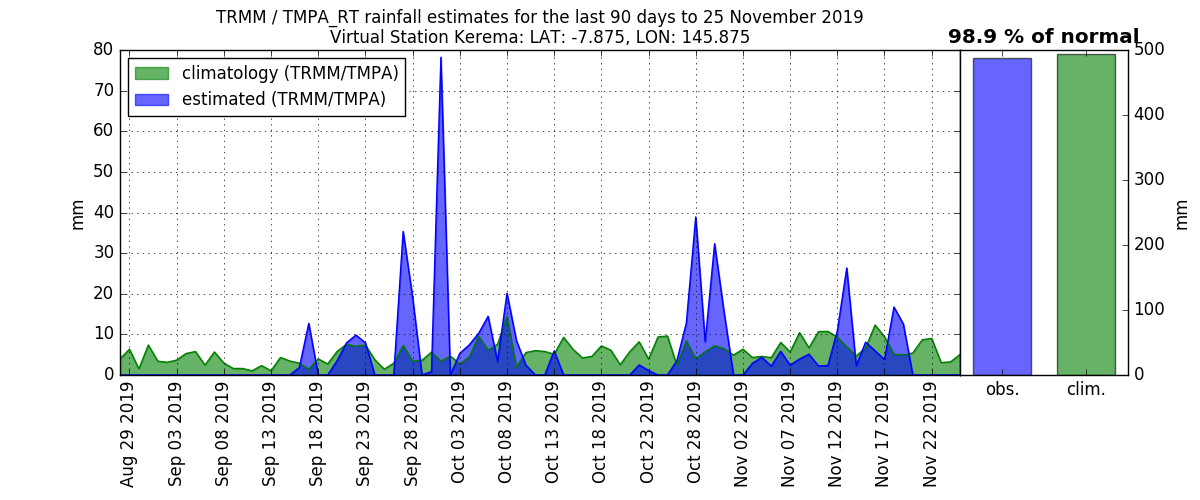 TRMM / TMPA_RT rainfall estimates for the last 90 days to 25 November 2019
Virtual Station Kerema: LAT: -7.875, LON: 145.875
98.9 % of normal
climatology (TRMM/TMPA)
estimated (TRMM/TMPA)
80
70
60
50
40
30
20
10
0
mm
Aug 29 2019
Sep 03 2019
Sep 08 2019
Sep 13 2019
Sep 18 2019
Sep 23 2019
Sep 28 2019
Oct 03 2019
Oct 08 2019
Oct 13 2019
Oct 18 2019
Oct 23 2019
Oct 28 2019
Nov 02 2019
Nov 07 2019
Nov 12 2019
Nov 17 2019
Nov 22 2019
obs.
clim.
500
400
300
200
100
0
mm